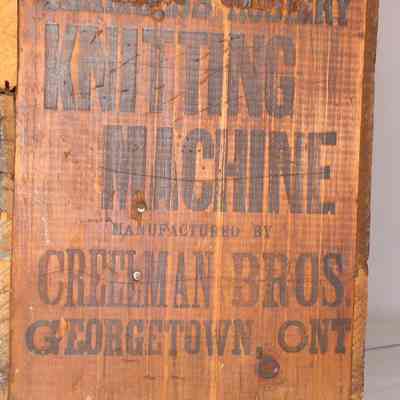 KNITTING
MACHINE
MANUFACTURED BY
CREELMAN BROS.
GEORGETOWN, ONT